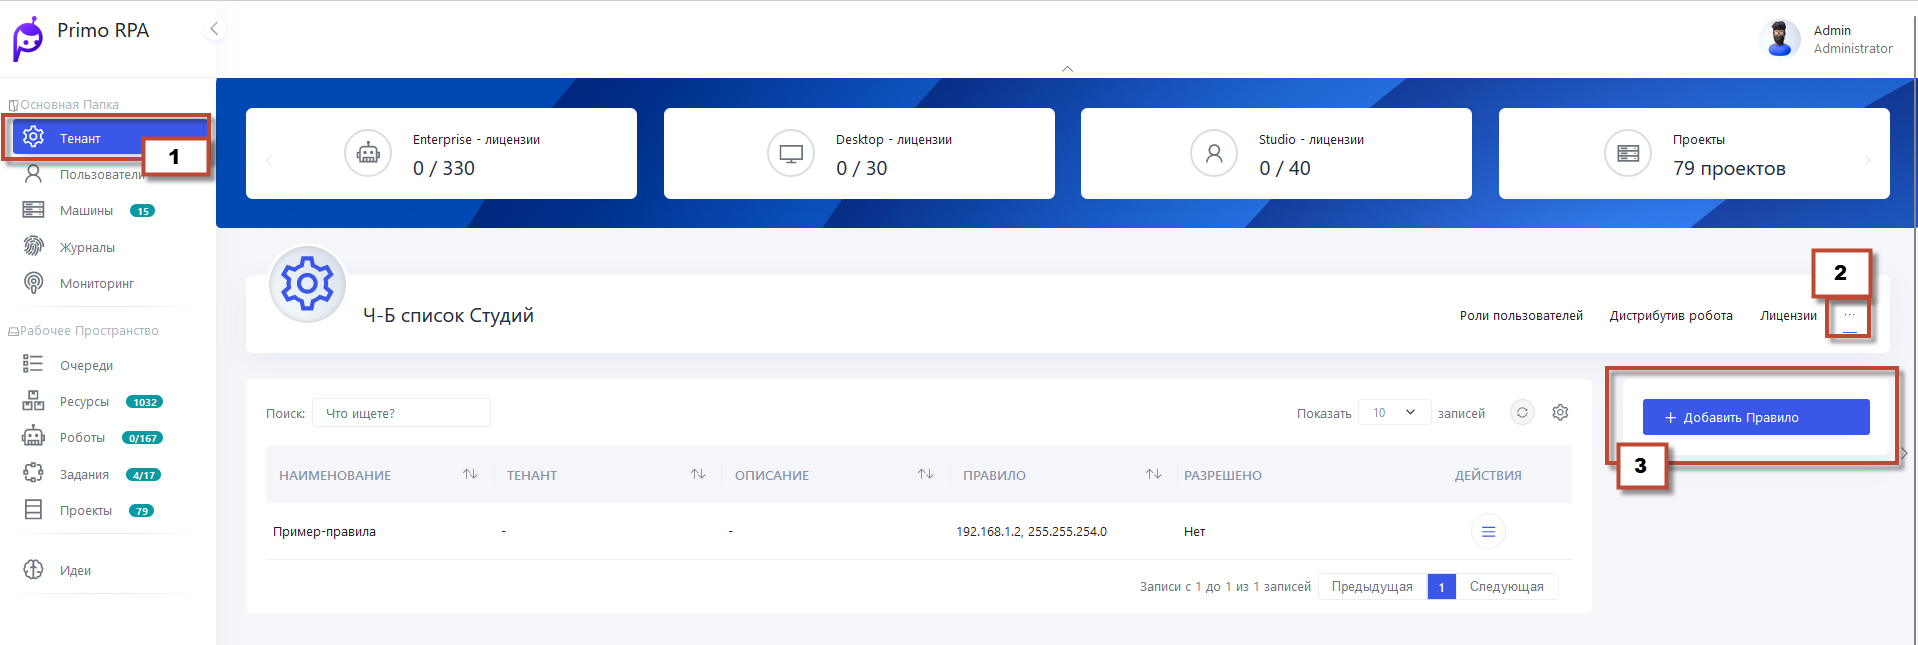 Primo RPA
Admin
Administrator
Основная Папка
Тенант
1
Пользователи
Машины 15
Журналы
Мониторинг
Рабочее Пространство
Очереди
Ресурсы 1032
Роботы 0/167
Задания 4/17
Проекты 79
Идеи
Enterprise - лицензии
0 / 330
Desktop - лицензии
0 / 30
Studio - лицензии
0 / 40
Проекты
79 проектов
2
Ч-Б список Студий
Роли пользователей Дистрибутив робота Лицензии ...
Поиск: Что ищете?
Показать 10 записей
+ Добавить Правило
3
НАИМЕНОВАНИЕ ТЕНАНТ ОПИСАНИЕ ПРАВИЛО РАЗРЕШЕНО ДЕЙСТВИЯ
Пример-правила - - 192.168.1.2, 255.255.254.0 Нет
Записи с 1 до 1 из 1 записей Предыдущая 1 Следующая